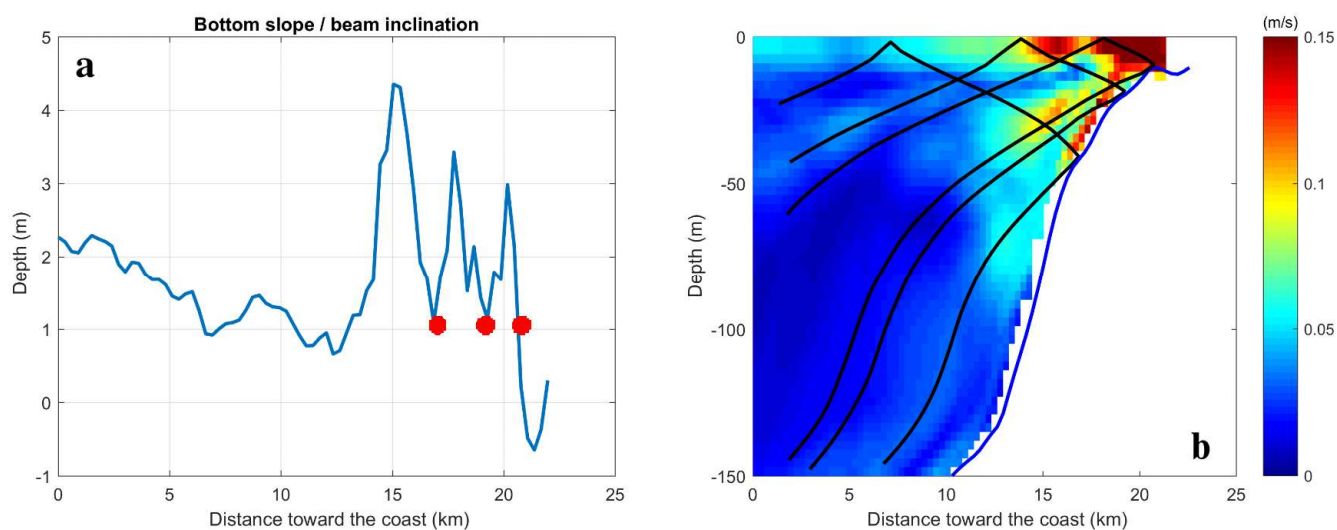 Bottom slope / beam inclination
a
Depth (m)
5
4
3
2
1
0
-1
0 5 10 15 20 25
Distance toward the coast (km)
(m/s)
0.15
0.1
0.05
0
b
Depth (m)
0
-50
-100
-150
0 5 10 15 20 25
Distance toward the coast (km)